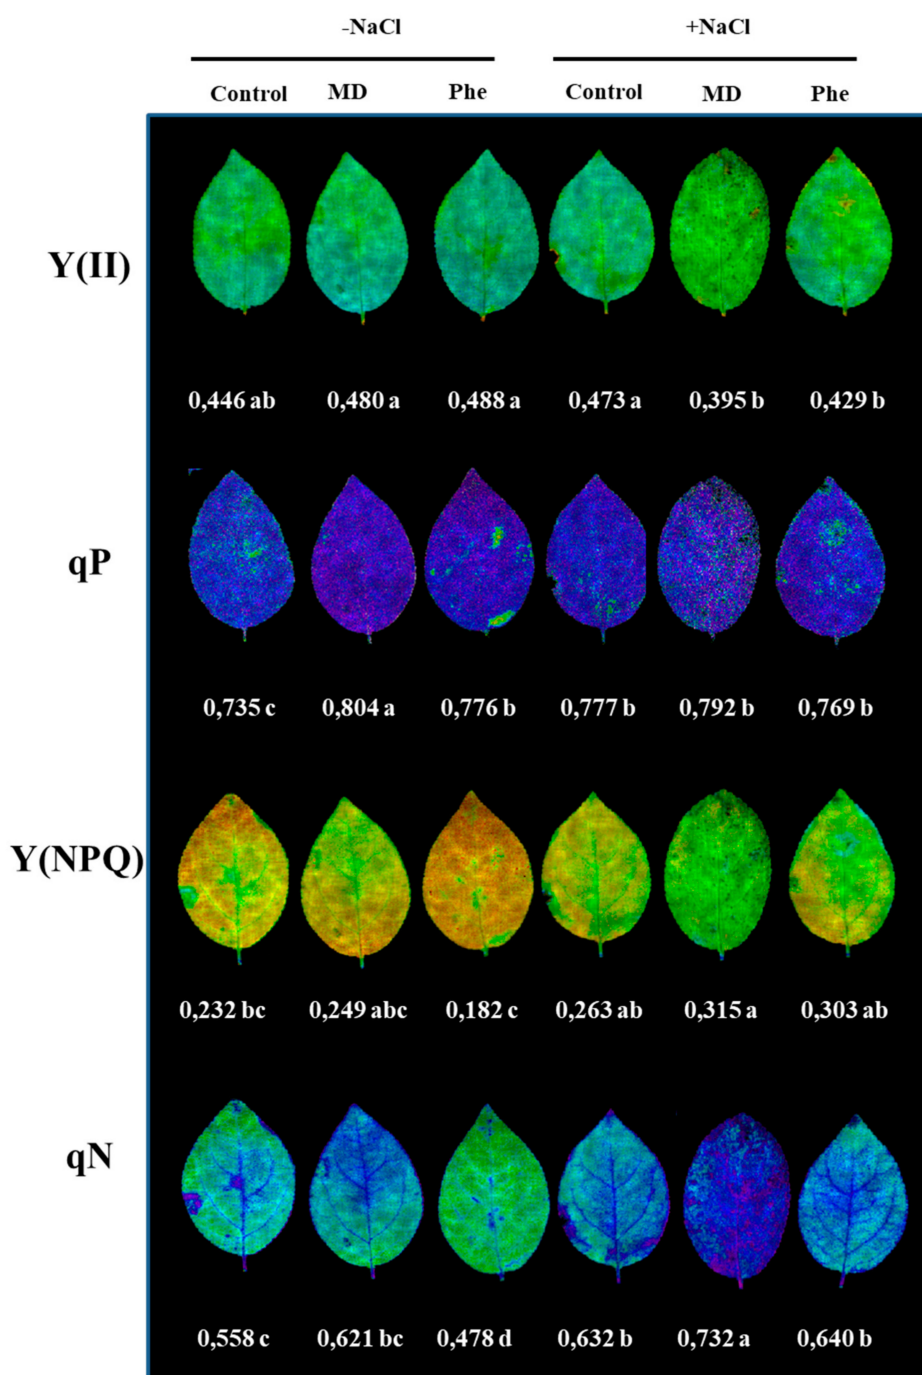 -NaCl +NaCl
Control MD Phe Control MD Phe
Y(II)
0,446 ab 0,480 a 0,488 a 0,473 a 0,395 b 0,429 b
qP
0,735 c 0,804 a 0,776 b 0,777 b 0,792 b 0,769 b
Y(NPQ)
0,232 bc 0,249 abc 0,182 c 0,263 ab 0,315 a 0,303 ab
qN
0,558 c 0,621 bc 0,478 d 0,632 b 0,732 a 0,640 b